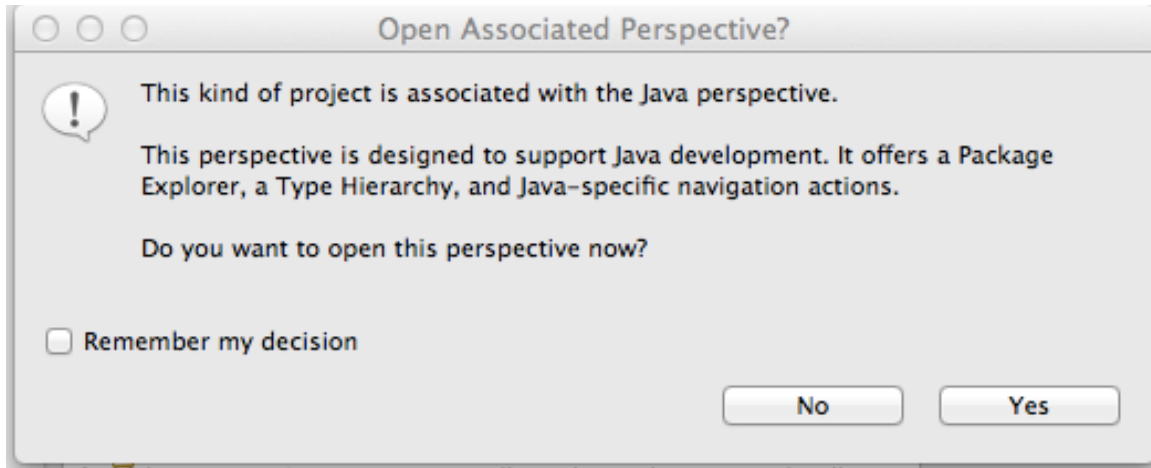 Open Associated Perspective?
This kind of project is associated with the Java perspective.
This perspective is designed to support Java development. It offers a Package
Explorer, a Type Hierarchy, and Java-specific navigation actions.
Do you want to open this perspective now?
Remember my decision
No
Yes